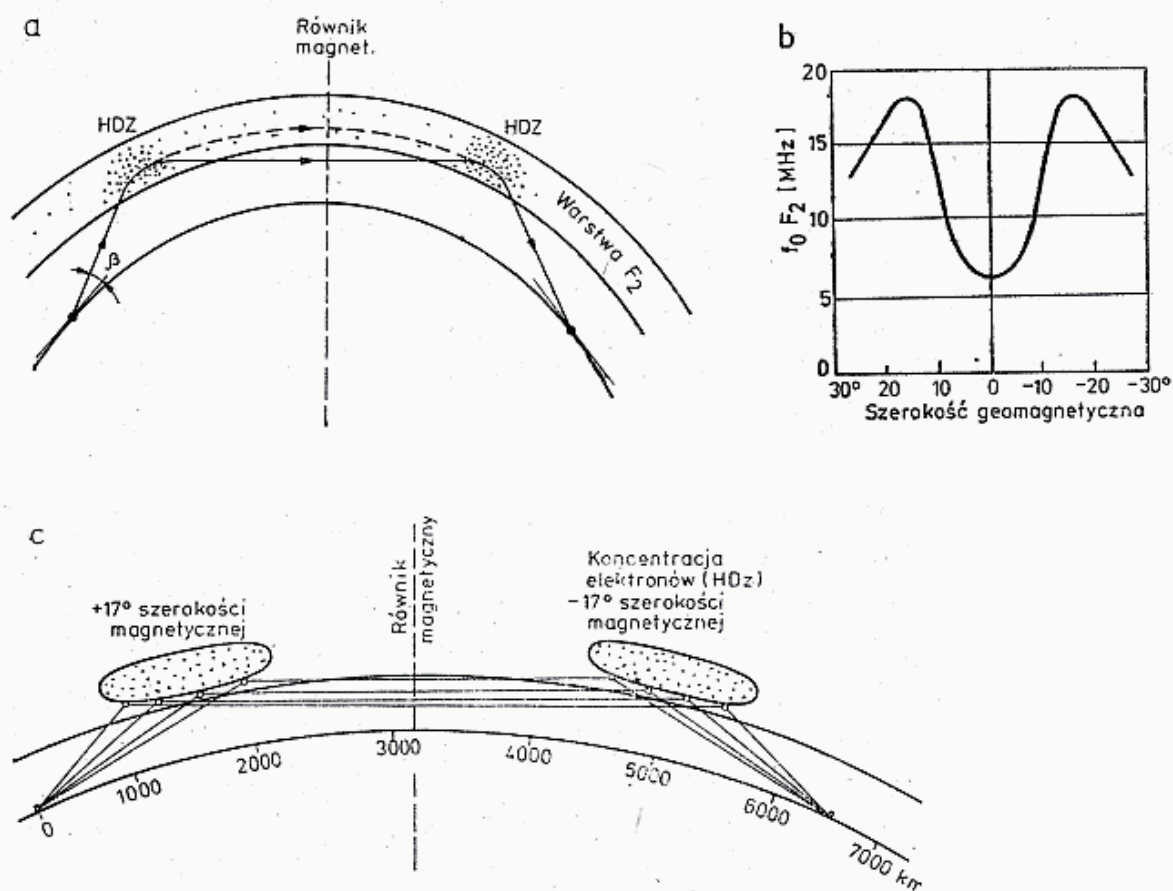 a
Równik
magnet.
HDZ
HDZ
Warstwa F2
β
b
f0 F2 [MHz]
20
15
10
5
0
30° 20 10 0 -10 -20 -30°
Szerokość geomagnetyczna
c
+17° szerokości
magnetycznej
Równik
magnetyczny
Koncentracja
elektronów (HDz)
-17° szerokości
magnetycznej
0
1000
2000
3000
4000
5000
6000
7000 km